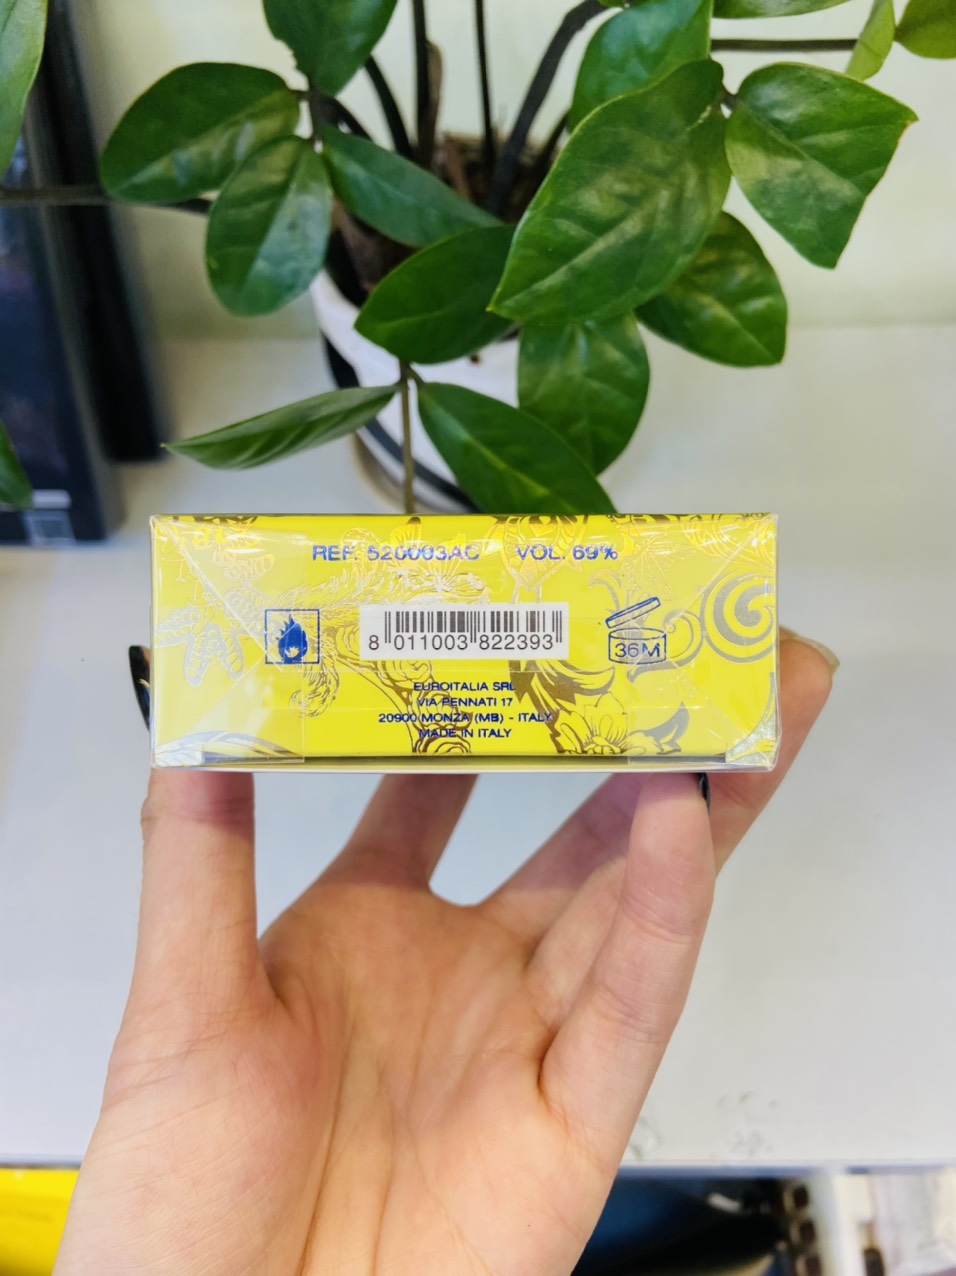 REF. 520003AC VOL. 69%
8 011003 822393
36M
EUROITALIA SRL
VIA PENNATI 17
20900 MONZA (MB) - ITALY
MADE IN ITALY